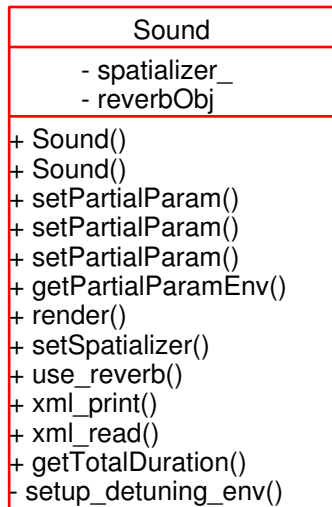 Sound
- spatializer_
- reverbObj
+ Sound()
+ Sound()
+ setPartialParam()
+ setPartialParam()
+ setPartialParam()
+ getPartialParamEnv()
+ render()
+ setSpatializer()
+ use_reverb()
+ xml_print()
+ xml_read()
+ getTotalDuration()
- setup_detuning_env()